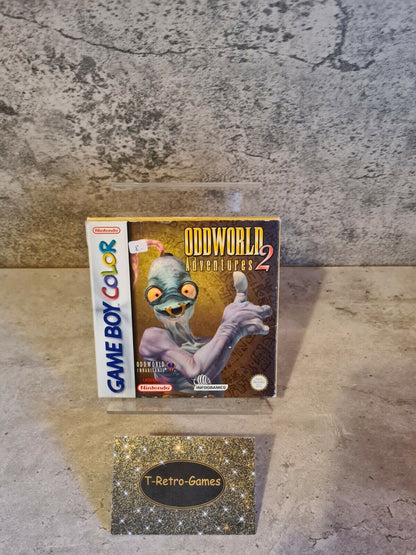 Nintendo
GAME BOY COLOR
ODDWORLD
Adventures 2
ODDWORLD
INHABITANTS
Nintendo
INFOGRAMES
T-Retro-Games